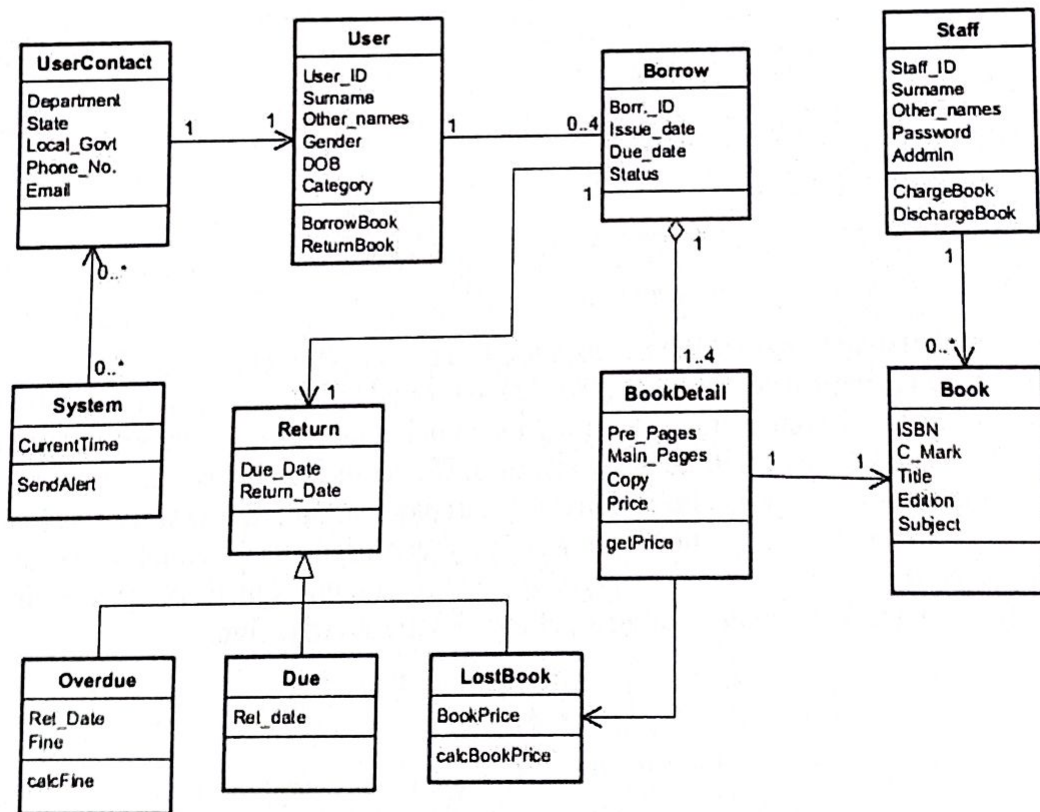 UserContact
Department
State
Local_Govt
Phone_No.
Email
User
User_ID
Surname
Other_names
Gender
DOB
Category
BorrowBook
ReturnBook
Borrow
Borr._ID
Issue_date
Due_date
Status
Staff
Staff_ID
Surname
Other_names
Password
Addmin
ChargeBook
DischargeBook
1
1
1
0..4
1
1
1
0..*
0..*
0..*
1..4
1
System
CurrentTime
SendAlert
Return
Due_Date
Return_Date
BookDetail
Pre_Pages
Main_Pages
Copy
Price
getPrice
1
1
Book
ISBN
C_Mark
Title
Edition
Subject
Overdue
Ret_Date
Fine
calcFine
Due
Ret_date
LostBook
BookPrice
calcBookPrice